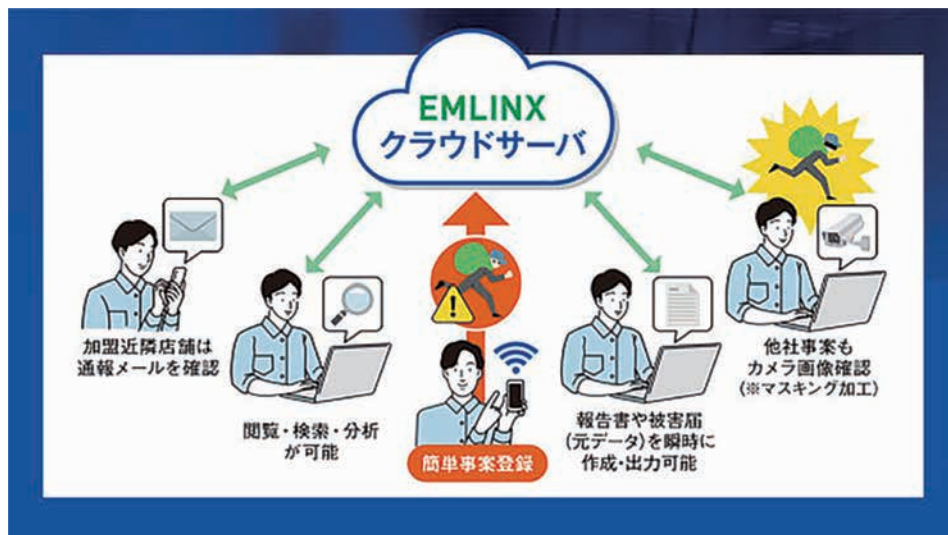 EMLINX
クラウドサーバ
加盟近隣店舗は
通報メールを確認
閲覧・検索・分析
が可能
簡単事案登録
報告書や被害届
(元データ)を瞬時に
作成・出力可能
他社事案も
カメラ画像確認
(※マスキング加工)